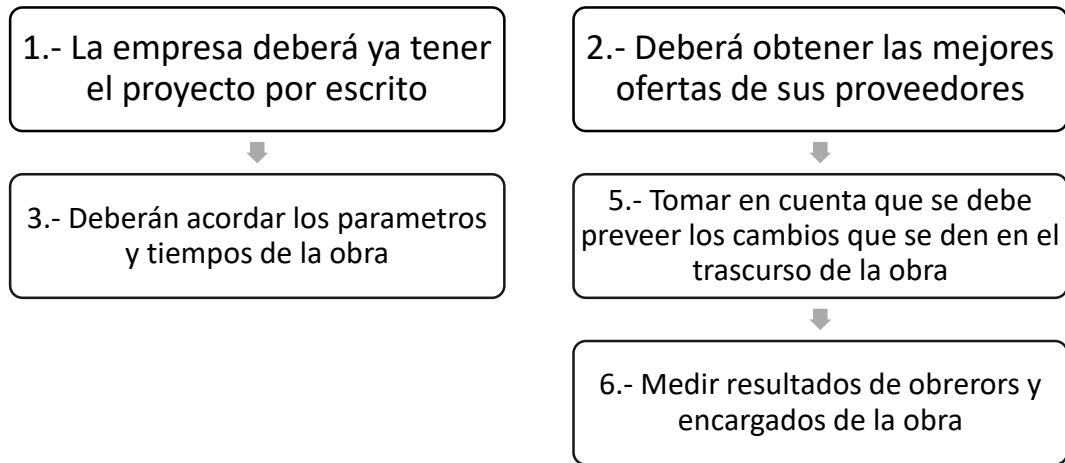 1.- La empresa deberá ya tener
el proyecto por escrito
3.- Deberán acordar los parametros
y tiempos de la obra
2.- Deberá obtener las mejores
ofertas de sus proveedores
5.- Tomar en cuenta que se debe
preveer los cambios que se den en el
trascurso de la obra
6.- Medir resultados de obrerors y
encargados de la obra